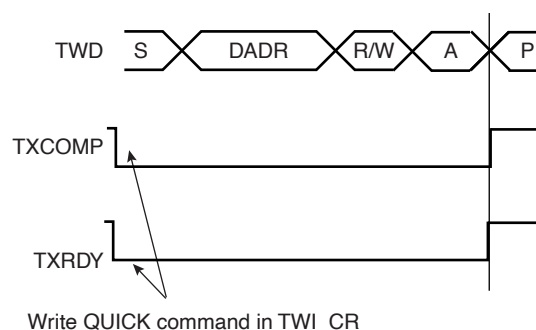 TWD S DADR R/W A P
TXCOMP
TXRDY
Write QUICK command in TWI_CR